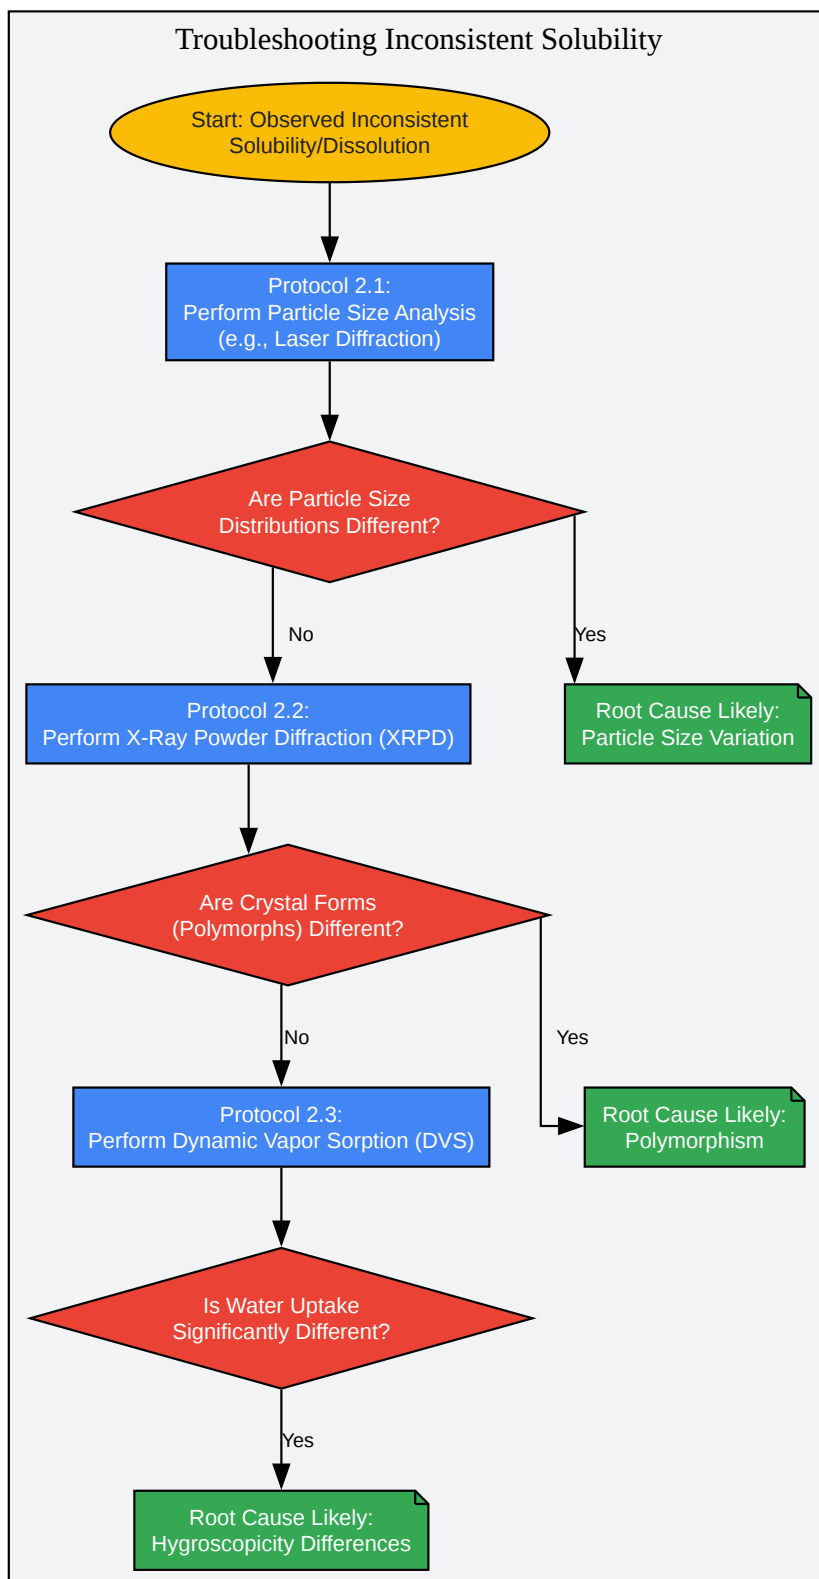 Troubleshooting Inconsistent Solubility
Start: Observed Inconsistent
Solubility/Dissolution
Protocol 2.1:
Perform Particle Size Analysis
(e.g., Laser Diffraction)
Are Particle Size
Distributions Different?
No
Yes
Protocol 2.2:
Perform X-Ray Powder Diffraction (XRPD)
Root Cause Likely:
Particle Size Variation
Are Crystal Forms
(Polymorphs) Different?
No
Yes
Protocol 2.3:
Perform Dynamic Vapor Sorption (DVS)
Root Cause Likely:
Polymorphism
Is Water Uptake
Significantly Different?
Yes
Root Cause Likely:
Hygroscopicity Differences